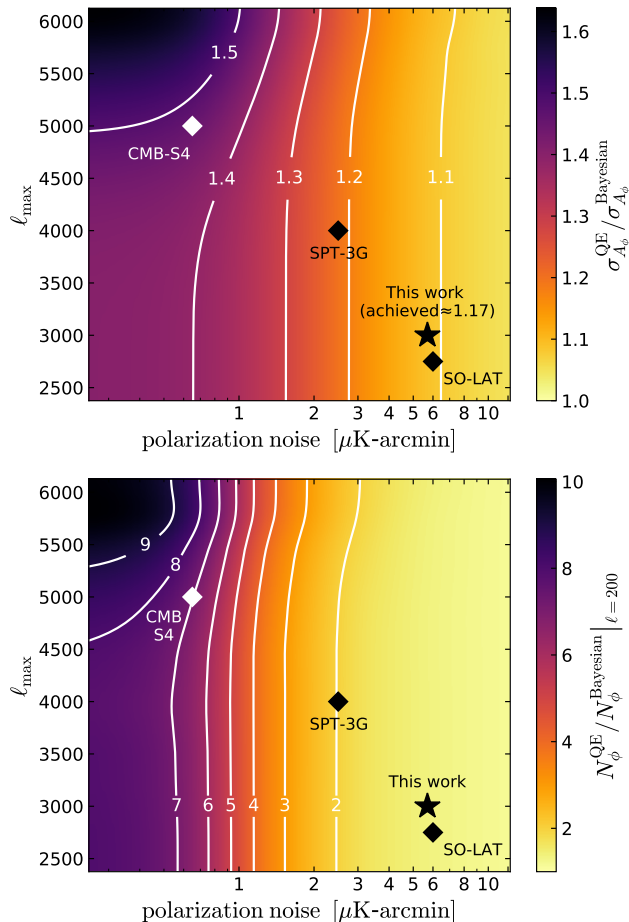 6000
5500
5000
4500
4000
3500
3000
2500
ℓmax
1.5
CMB-S4
1.4
1.3
1.2
1.1
SPT-3G
This work
(achieved≈1.17)
SO-LAT
1 2 3 4 5 6 8 10
polarization noise [μK-arcmin]
1.6
1.5
1.4
1.3
1.2
1.1
1.0
σ_{A_ϕ}^{QE}/σ_{A_ϕ}^{Bayesian}
6000
5500
5000
4500
4000
3500
3000
2500
ℓmax
9
8
CMB
S4
SPT-3G
7 6 5 4 3 2
This work
SO-LAT
1 2 3 4 5 6 8 10
polarization noise [μK-arcmin]
10
8
6
4
2
N_ϕ^{QE}/N_ϕ^{Bayesian}|_{ℓ=200}